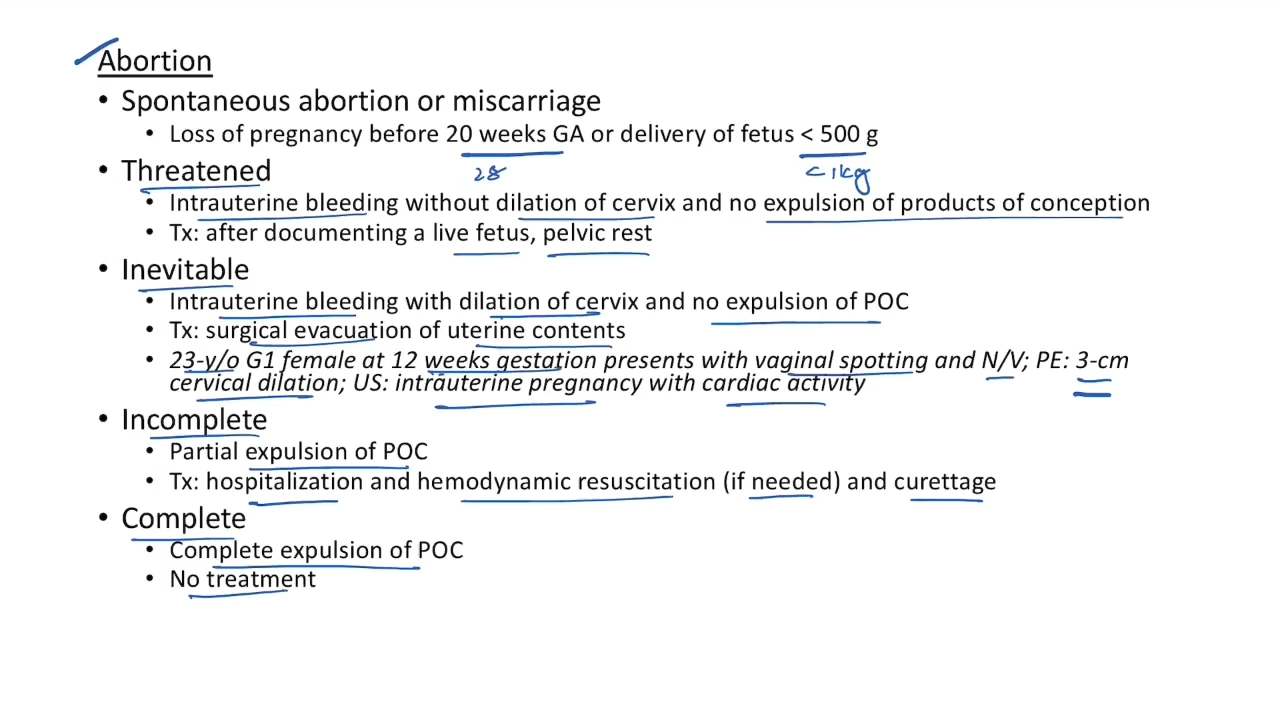 Abortion
• Spontaneous abortion or miscarriage
• Loss of pregnancy before 20 weeks GA or delivery of fetus < 500 g
28 < 1kg
• Threatened
• Intrauterine bleeding without dilation of cervix and no expulsion of products of conception
• Tx: after documenting a live fetus, pelvic rest
• Inevitable
• Intrauterine bleeding with dilation of cervix and no expulsion of POC
• Tx: surgical evacuation of uterine contents
• 23-y/o G1 female at 12 weeks gestation presents with vaginal spotting and N/V; PE: 3-cm
cervical dilation; US: intrauterine pregnancy with cardiac activity
• Incomplete
• Partial expulsion of POC
• Tx: hospitalization and hemodynamic resuscitation (if needed) and curettage
• Complete
• Complete expulsion of POC
• No treatment